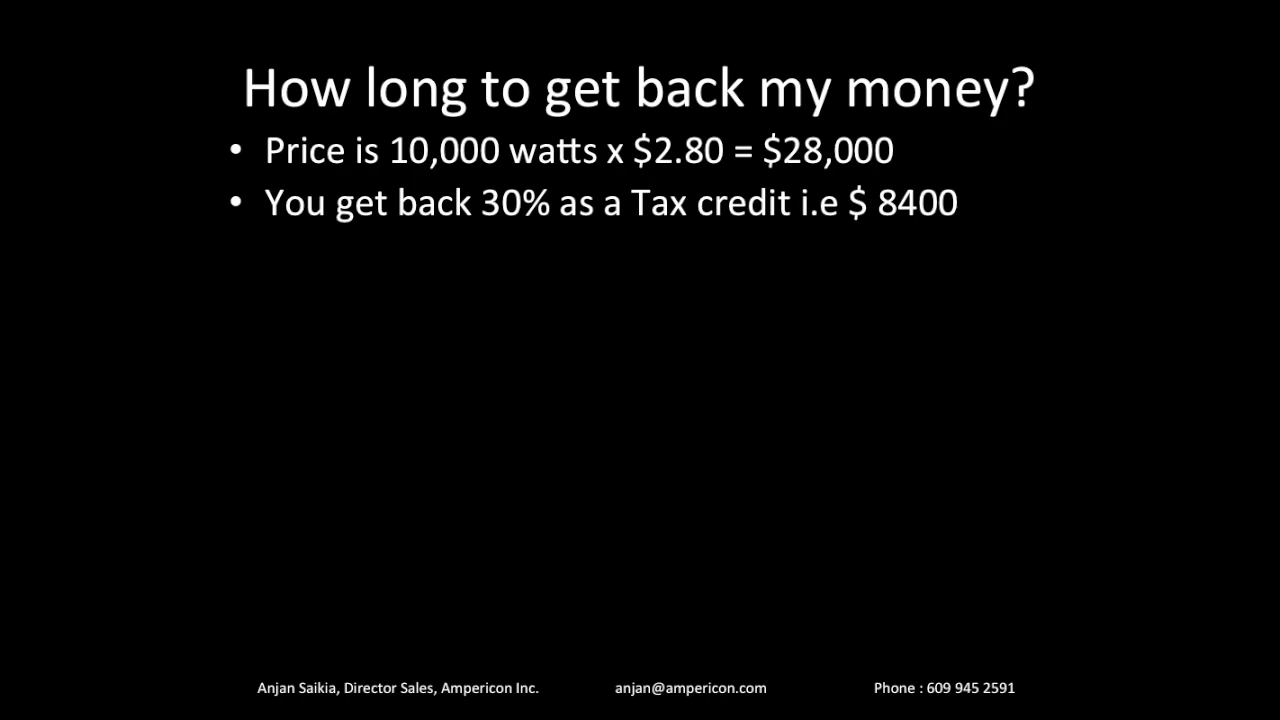 How long to get back my money?
• Price is 10,000 watts x $2.80 = $28,000
• You get back 30% as a Tax credit i.e $ 8400
Anjan Saikia, Director Sales, Ampericon Inc. anjan@ampericon.com Phone : 609 945 2591